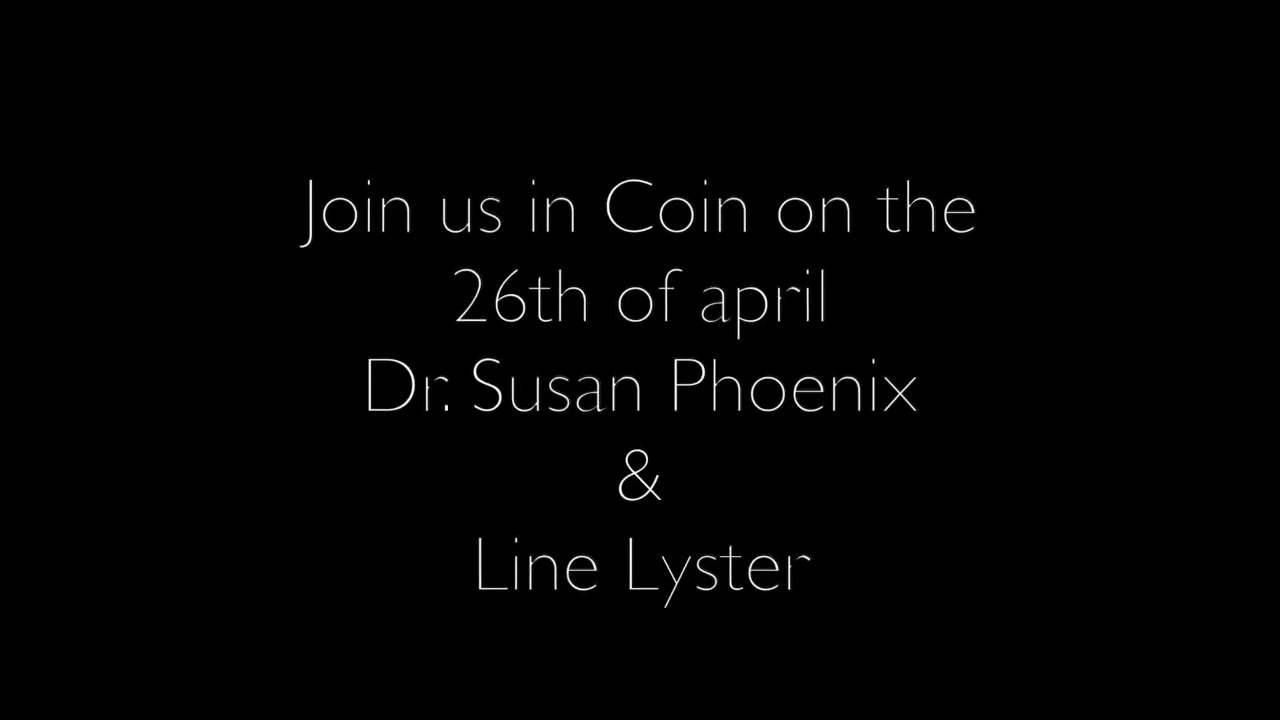 Join us in Coin on the
26th of april
Dr. Susan Phoenix
&
Line Lyster